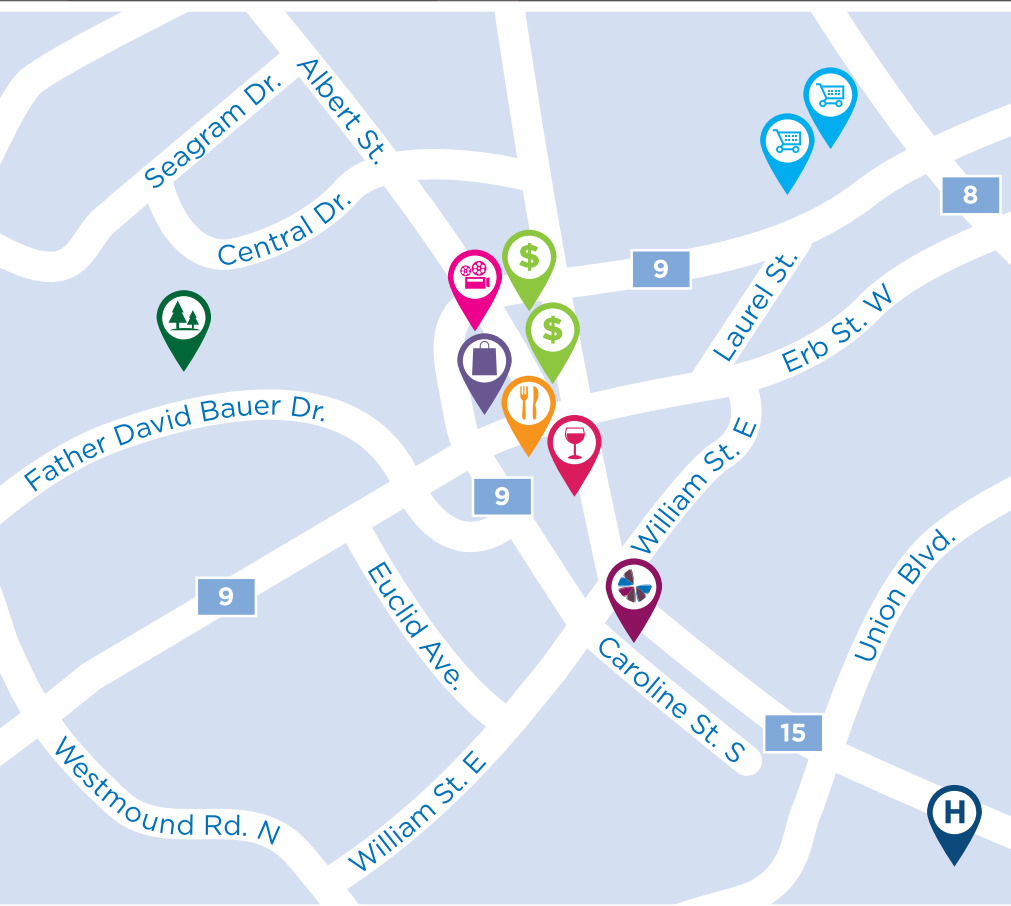 Albert St.
Seagram Dr.
Central Dr.
8
$
9
Laurel St.
Erb St. W
$
Father David Bauer Dr.
William St. E
9
Union Blvd.
9
Euclid Ave.
Caroline St. S
15
Westmound Rd. N
William St. E
H